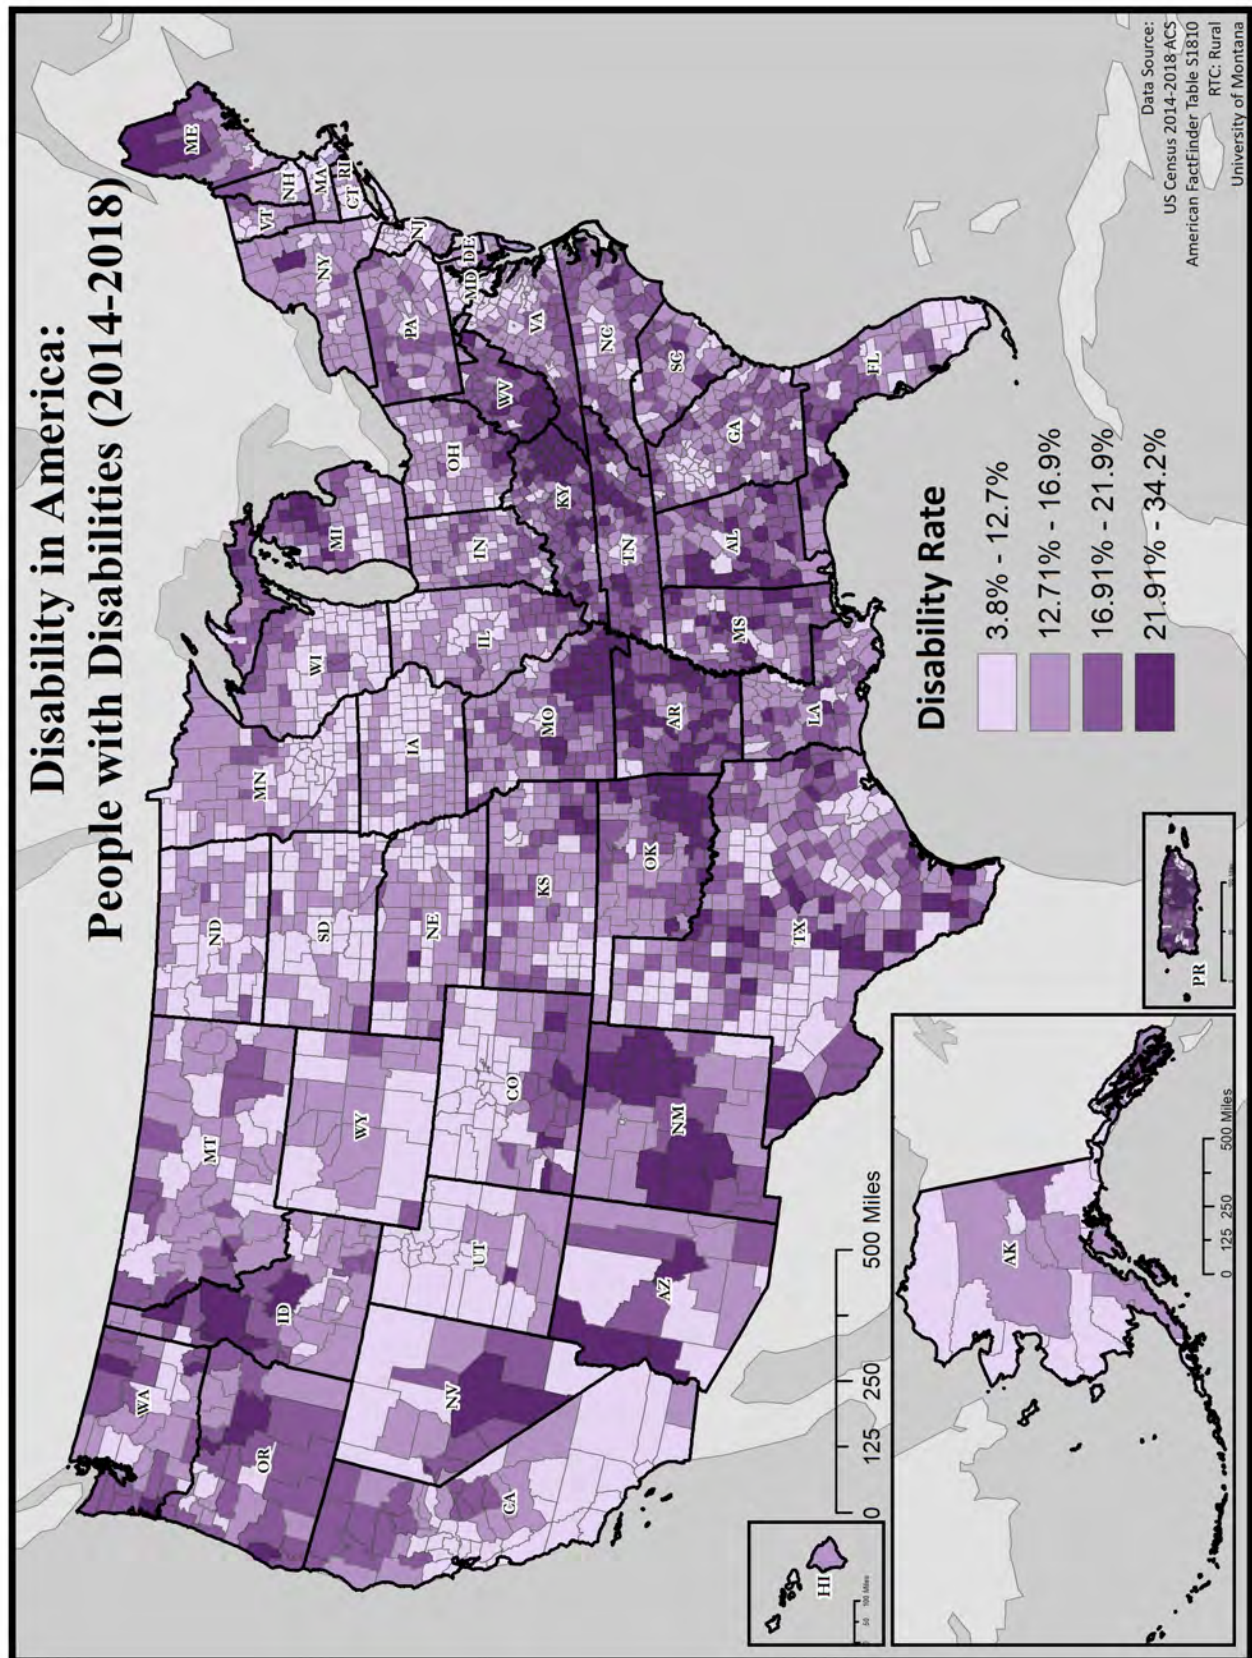 Disability in America:
People with Disabilities (2014-2018)
WA
OR
CA
NV
ID
MT
WY
UT
AZ
CO
NM
ND
SD
NE
KS
OK
TX
MN
IA
MO
AR
LA
WI
IL
MS
MI
IN
OH
KY
TN
AL
GA
FL
SC
NC
VA
WV
PA
NY
VT
NH
ME
MA
RI
CT
NJ
DE
MD
HI
AK
PR
0 125 250 500 Miles
0 50 100 Miles
0 125 250 500 Miles
Disability Rate
3.8% - 12.7%
12.71% - 16.9%
16.91% - 21.9%
21.91% - 34.2%
Data Source:
US Census 2014-2018 ACS
American FactFinder Table S1810
RTC: Rural
University of Montana